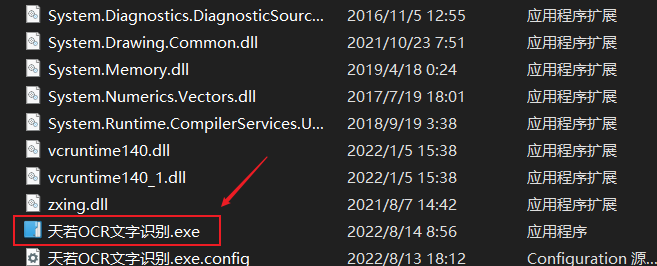 System.Diagnostics.DiagnosticSourc... 2016/11/5 12:55 应用程序扩展
System.Drawing.Common.dll 2021/10/23 7:51 应用程序扩展
System.Memory.dll 2019/4/18 0:24 应用程序扩展
System.Numerics.Vectors.dll 2017/7/19 18:01 应用程序扩展
System.Runtime.CompilerServices.U... 2018/9/19 3:38 应用程序扩展
vcruntime140.dll 2022/1/5 15:38 应用程序扩展
vcruntime140_1.dll 2022/1/5 15:38 应用程序扩展
zxing.dll 2021/8/7 14:42 应用程序扩展
天若OCR文字识别.exe 2022/8/14 8:56 应用程序
天若OCR文字识别.exe.config 2022/8/13 18:12 Configuration 源...